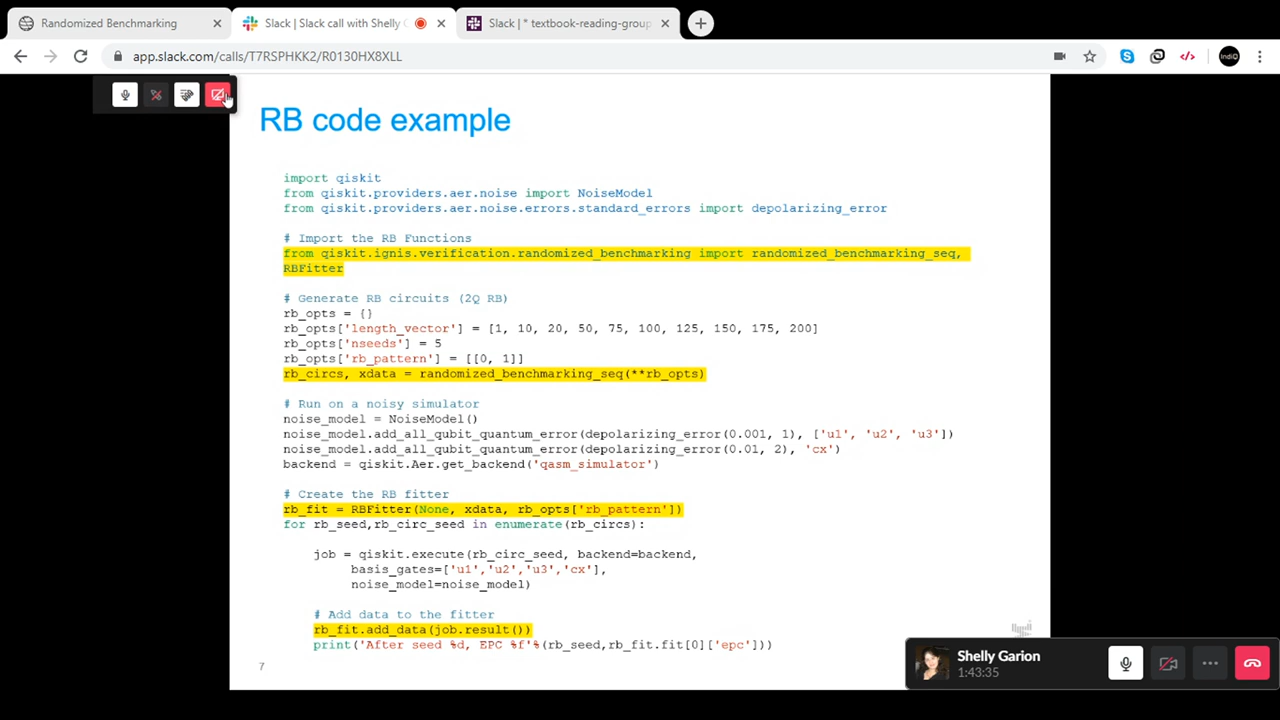 Randomized Benchmarking
Slack | Slack call with Shelly G
Slack | * textbook-reading-group
app.slack.com/calls/T7RSPHKK2/R0130HX8XLL
RB code example
import qiskit
from qiskit.providers.aer.noise import NoiseModel
from qiskit.providers.aer.noise.errors.standard_errors import depolarizing_error
# Import the RB Functions
from qiskit.ignis.verification.randomized_benchmarking import randomized_benchmarking_seq,
RBFitter
# Generate RB circuits (2Q RB)
rb_opts = {}
rb_opts['length_vector'] = [1, 10, 20, 50, 75, 100, 125, 150, 175, 200]
rb_opts['nseeds'] = 5
rb_opts['rb_pattern'] = [[0, 1]]
rb_circs, xdata = randomized_benchmarking_seq(**rb_opts)
# Run on a noisy simulator
noise_model = NoiseModel()
noise_model.add_all_qubit_quantum_error(depolarizing_error(0.001, 1), ['u1', 'u2', 'u3'])
noise_model.add_all_qubit_quantum_error(depolarizing_error(0.01, 2), 'cx')
backend = qiskit.Aer.get_backend('qasm_simulator')
# Create the RB fitter
rb_fit = RBFitter(None, xdata, rb_opts['rb_pattern'])
for rb_seed,rb_circ_seed in enumerate(rb_circs):
job = qiskit.execute(rb_circ_seed, backend=backend,
basis_gates=['u1','u2','u3','cx'],
noise_model=noise_model)
# Add data to the fitter
rb_fit.add_data(job.result())
print('After seed %d, EPC %f'%(rb_seed,rb_fit.fit[0]['epc']))
7
Shelly Garion
1:43:35